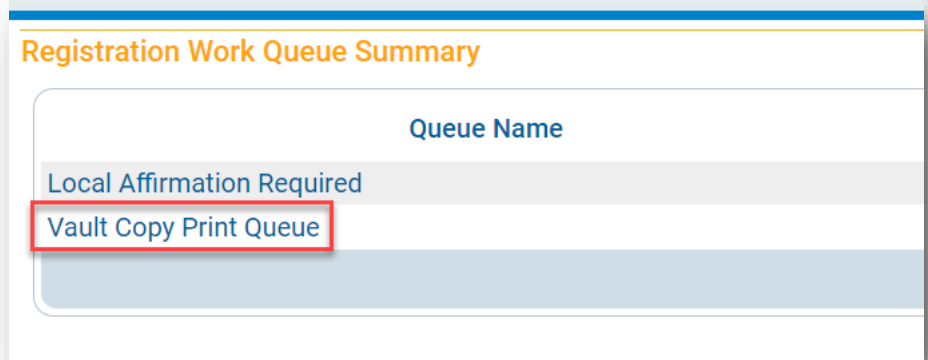 Registration Work Queue Summary
Queue Name
Local Affirmation Required
Vault Copy Print Queue